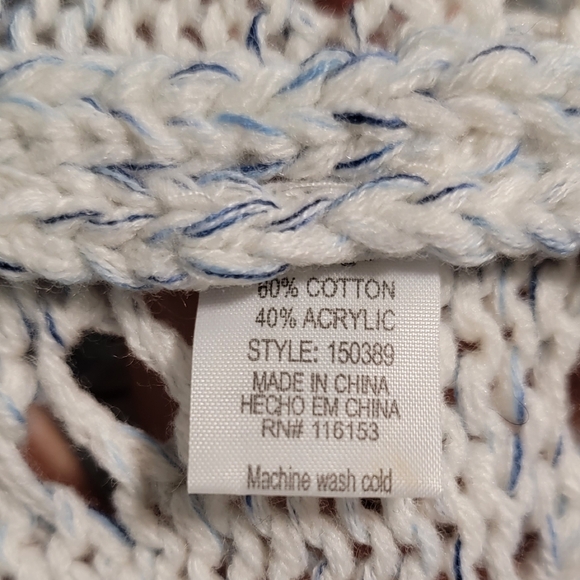 60% COTTON
40% ACRYLIC
STYLE: 150389
MADE IN CHINA
HECHO EM CHINA
RN# 116153
Machine wash cold